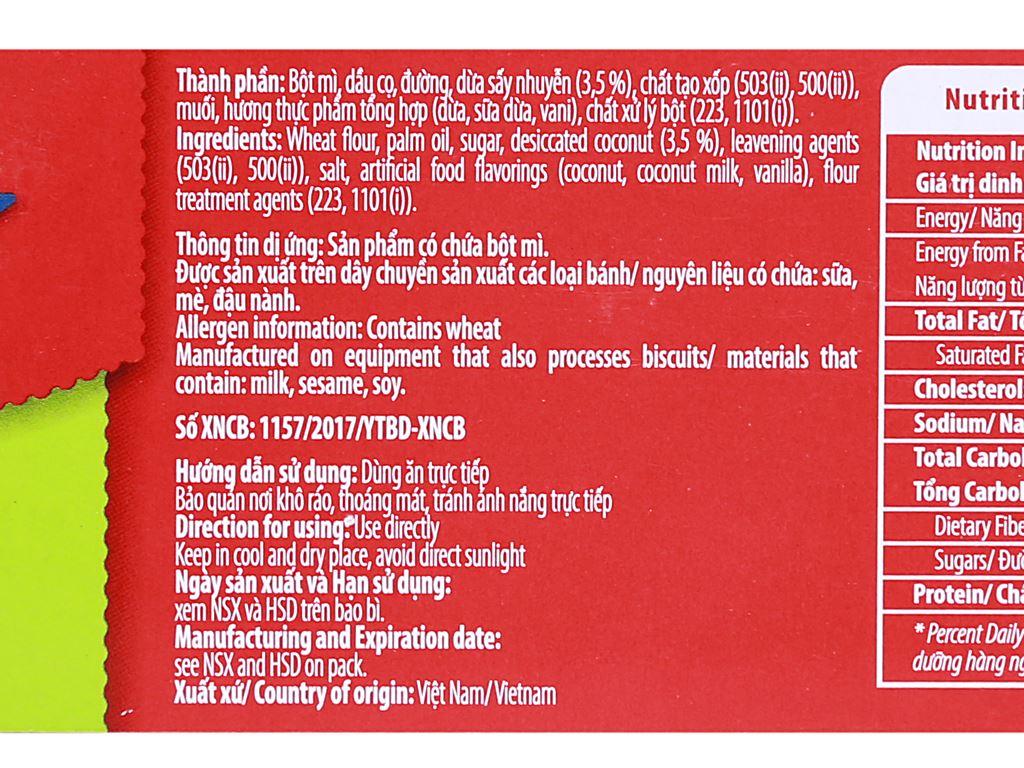 Thành phần: Bột mì, dầu cọ, đường, dừa sấy nhuyễn (3,5 %), chất tạo xốp (503(ii), 500(ii)),
muối, hương thực phẩm tổng hợp (dừa, sữa dừa, vani), chất xử lý bột (223, 1101(i)).
Ingredients: Wheat flour, palm oil, sugar, desiccated coconut (3,5 %), leavening agents
(503(ii), 500(ii)), salt, artificial food flavorings (coconut, coconut milk, vanilla), flour
treatment agents (223, 1101(i)).
Thông tin dị ứng: Sản phẩm có chứa bột mì.
Được sản xuất trên dây chuyền sản xuất các loại bánh/ nguyên liệu có chứa: sữa,
mè, đậu nành.
Allergen information: Contains wheat
Manufactured on equipment that also processes biscuits/ materials that
contain: milk, sesame, soy.
Số XNCB: 1157/2017/YTBD-XNCB
Hướng dẫn sử dụng: Dùng ăn trực tiếp
Bảo quản nơi khô ráo, thoáng mát, tránh ánh nắng trực tiếp
Direction for using: Use directly
Keep in cool and dry place, avoid direct sunlight
Ngày sản xuất và Hạn sử dụng:
xem NSX và HSD trên bao bì.
Manufacturing and Expiration date:
see NSX and HSD on pack.
Xuất xứ/ Country of origin: Việt Nam/ Vietnam
Nutriti
Nutrition In
Giá trị dinh
Energy/ Năng
Energy from Fa
Năng lượng từ
Total Fat/ Tổ
Saturated Fa
Cholesterol
Sodium/ Na
Total Carbol
Tổng Carbol
Dietary Fibe
Sugars/ Đườ
Protein/ Chấ
* Percent Daily
dưỡng hàng ng